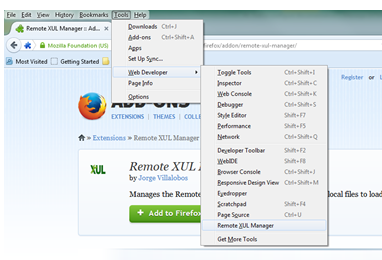 File Edit View History Bookmarks Tools Help
Remote XUL Manager :: Ad...
Mozilla Foundation (US)
firefox/addon/remote-xul-manager/
Most Visited Getting Started
Downloads Ctrl+J
Add-ons Ctrl+Shift+A
Apps
Set Up Sync...
Web Developer
Page Info
Options
Toggle Tools Ctrl+Shift+I
Inspector Ctrl+Shift+C
Web Console Ctrl+Shift+K
Debugger Ctrl+Shift+S
Style Editor Shift+F7
Performance Shift+F5
Network Ctrl+Shift+Q
Developer Toolbar Shift+F2
WebIDE Shift+F8
Browser Console Ctrl+Shift+J
Responsive Design View Ctrl+Shift+M
Eyedropper
Scratchpad Shift+F4
Page Source Ctrl+U
Remote XUL Manager
Get More Tools
Register or
ADD-ONS
EXTENSIONS | THEMES | COLLE
Extensions » Remote XUL Manager
XUL
Remote XUL
by Jorge Villalobos
Manages the Remote
local files to load
+ Add to Firefox